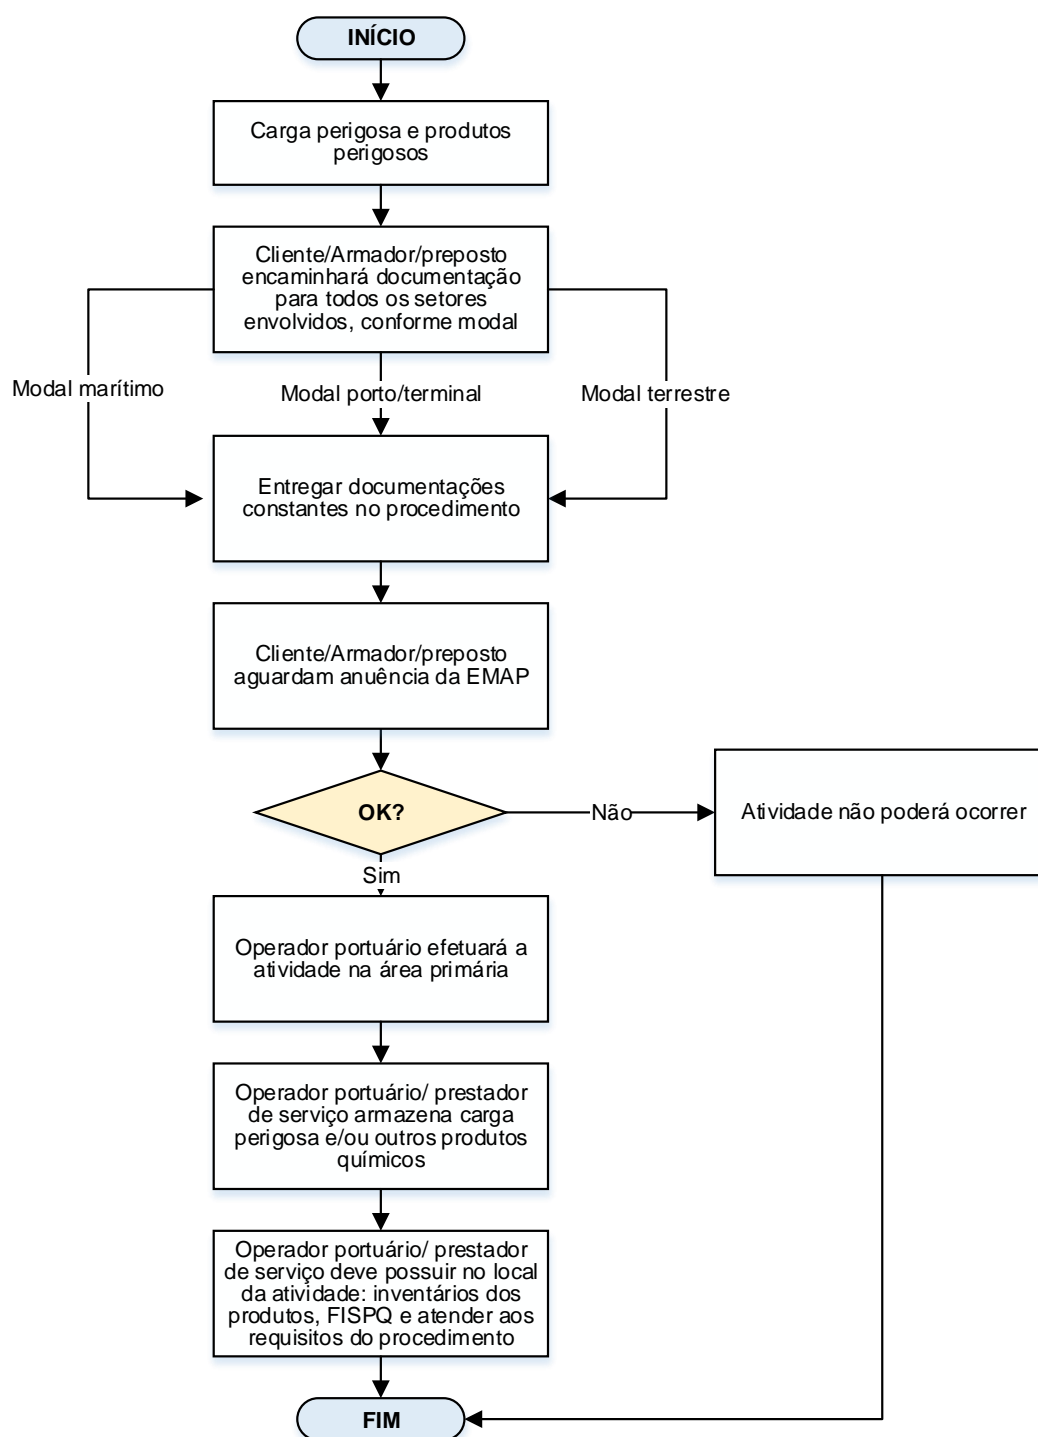 INÍCIO
Carga perigosa e produtos
perigosos
Cliente/Armador/preposto
encaminhará documentação
para todos os setores
envolvidos, conforme modal
Modal marítimo
Modal porto/terminal
Modal terrestre
Entregar documentações
constantes no procedimento
Cliente/Armador/preposto
aguardam anuência da EMAP
OK?
Não
Atividade não poderá ocorrer
Sim
Operador portuário efetuará a
atividade na área primária
Operador portuário/ prestador
de serviço armazena carga
perigosa e/ou outros produtos
químicos
Operador portuário/ prestador
de serviço deve possuir no local
da atividade: inventários dos
produtos, FISPQ e atender aos
requisitos do procedimento
FIM